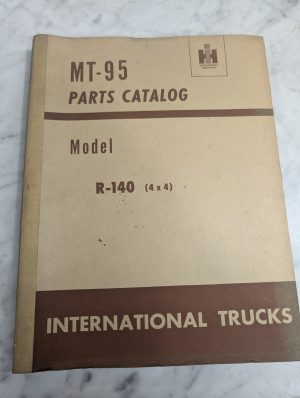 MT-95
PARTS CATALOG
Model
R-140 (4 x 4)
INTERNATIONAL TRUCKS